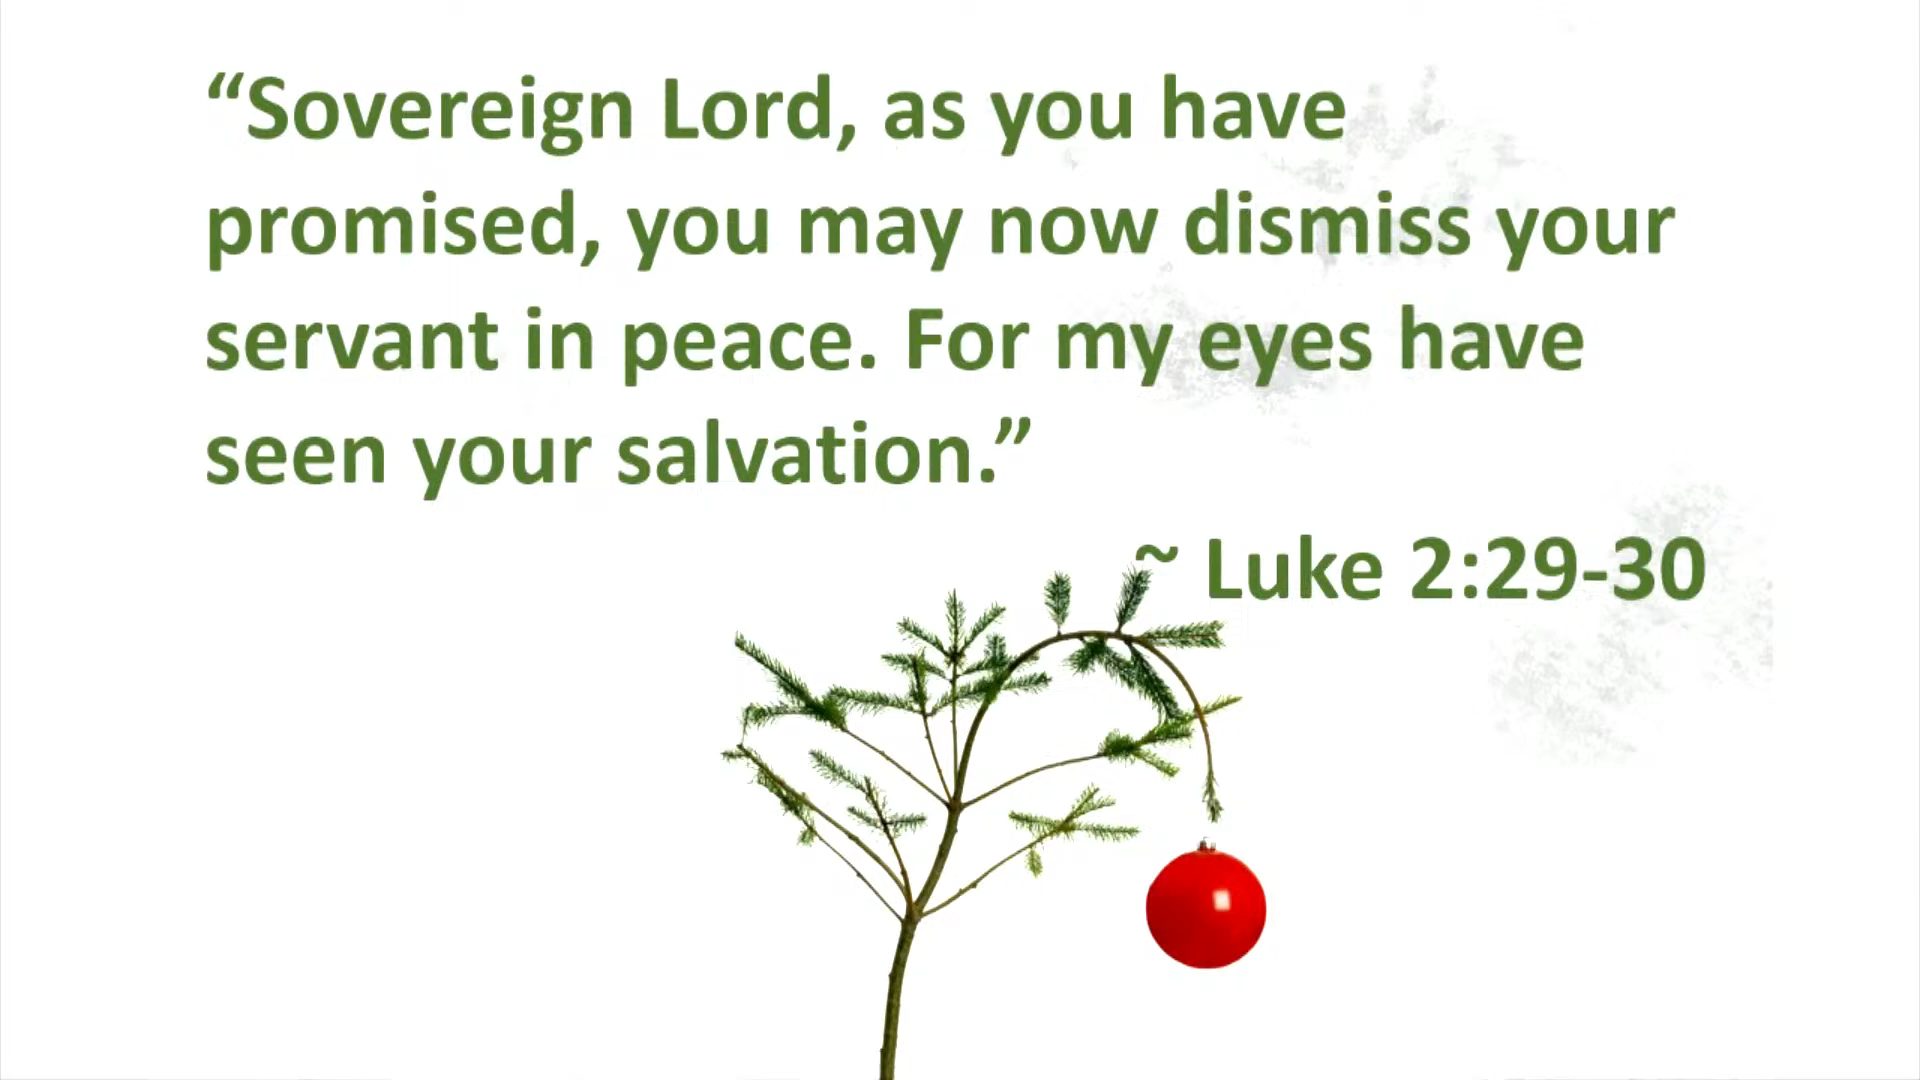 “Sovereign Lord, as you have
promised, you may now dismiss your
servant in peace. For my eyes have
seen your salvation.”
~ Luke 2:29-30